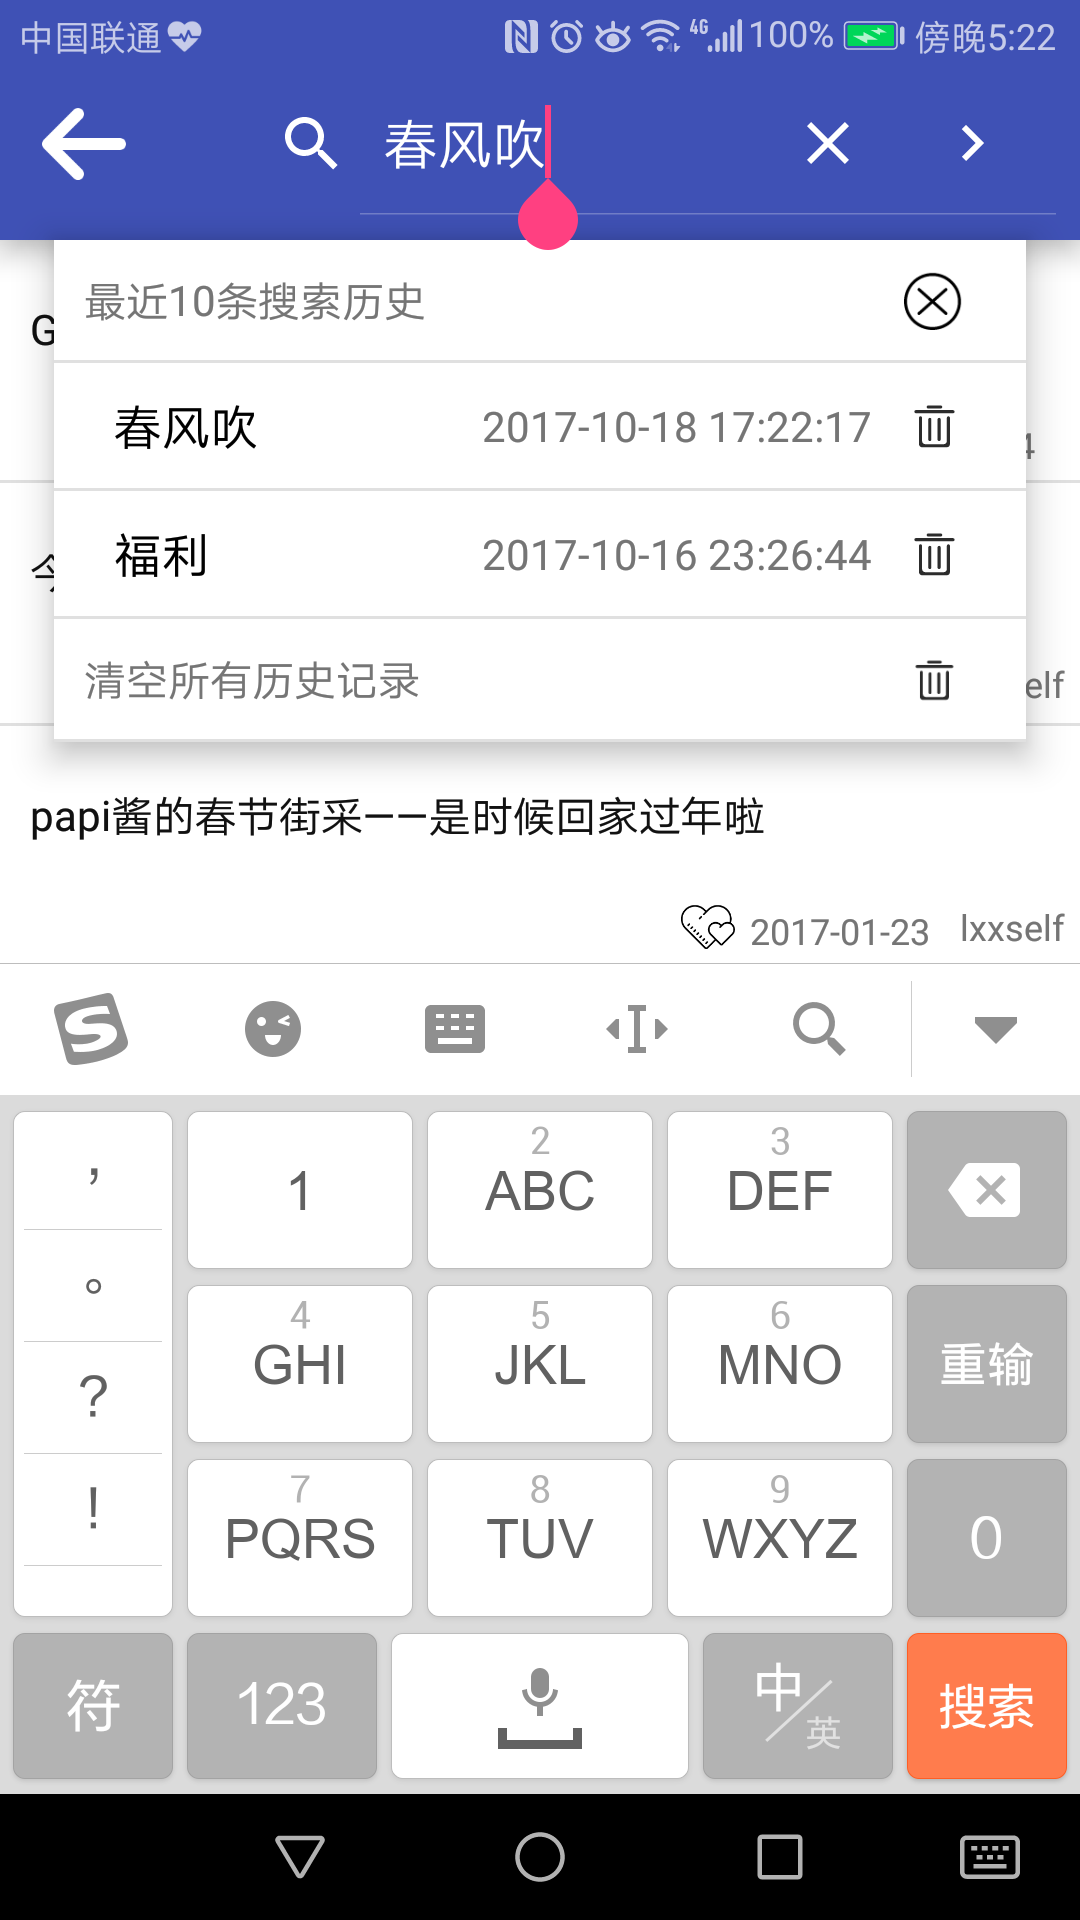 中国联通 4G 100% 傍晚5:22
春风吹
最近10条搜索历史
G
春风吹 2017-10-18 17:22:17
4
福利 2017-10-16 23:26:44
今
清空所有历史记录
elf
papi酱的春节街采——是时候回家过年啦
2017-01-23 lxxself
，
1
2
ABC
3
DEF
。
4
GHI
5
JKL
6
MNO
重输
?
!
7
PQRS
8
TUV
9
WXYZ
0
符
123
中/英
搜索